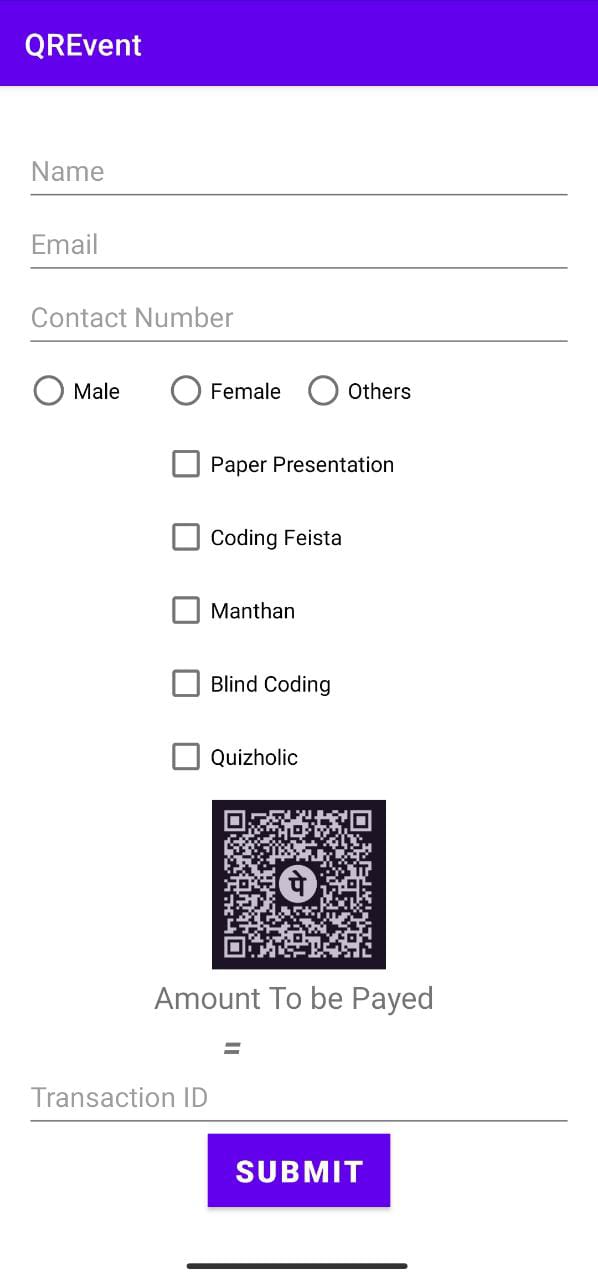 QREvent
Name
Email
Contact Number
Male Female Others
Paper Presentation
Coding Feista
Manthan
Blind Coding
Quizholic
पे
Amount To be Payed
=
Transaction ID
SUBMIT